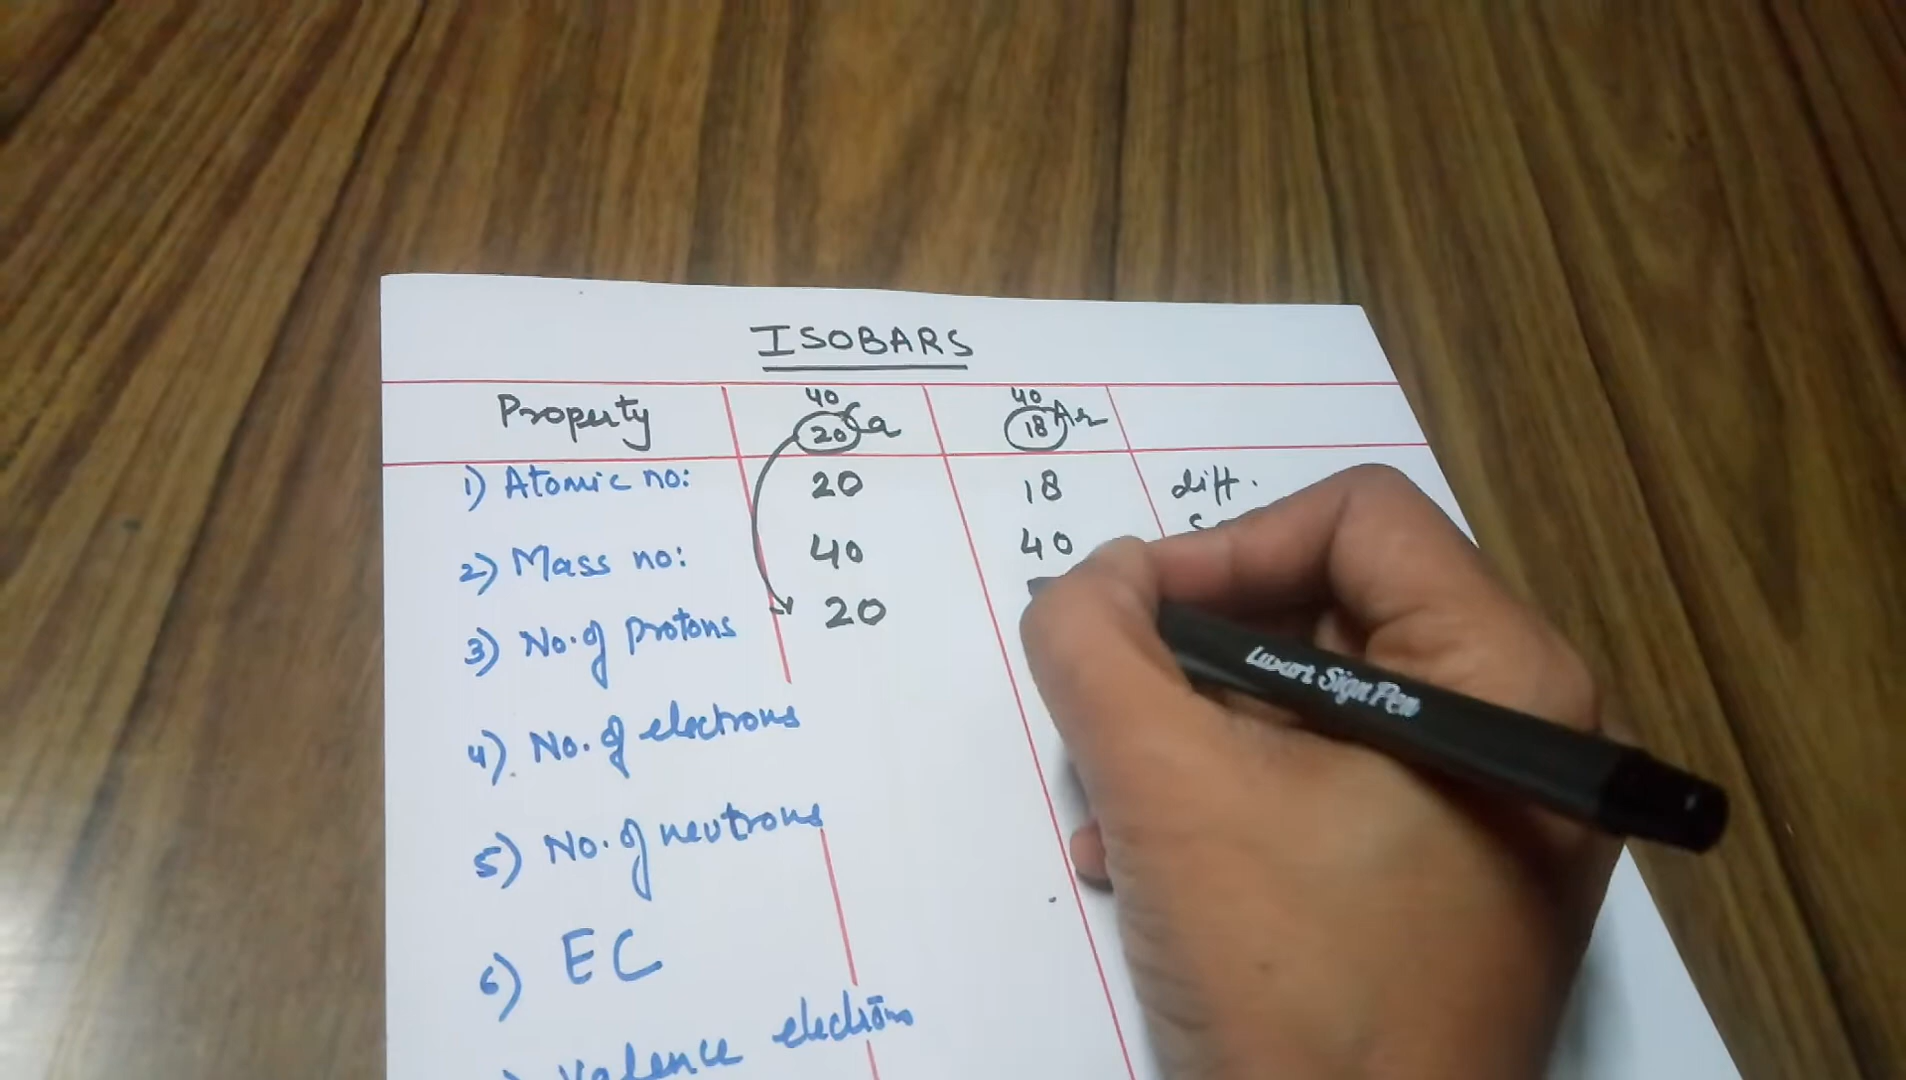 ISOBARS
Property 40 20 Ca 40 18 Ar
1) Atomic no: 20 18 diff.
2) Mass no: 40 40
3) No. of protons 20
4) No. of electrons
5) No. of neutrons
6) EC
Valence electrons
Luxor Sign Pen